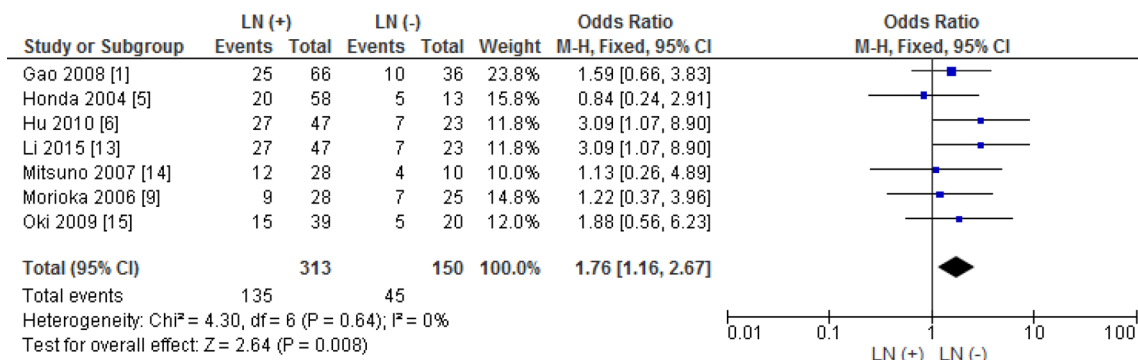 LN (+) LN (-) Odds Ratio Odds Ratio
Study or Subgroup Events Total Events Total Weight M-H, Fixed, 95% CI M-H, Fixed, 95% CI
Gao 2008 [1] 25 66 10 36 23.8% 1.59 [0.66, 3.83]
Honda 2004 [5] 20 58 5 13 15.8% 0.84 [0.24, 2.91]
Hu 2010 [6] 27 47 7 23 11.8% 3.09 [1.07, 8.90]
Li 2015 [13] 27 47 7 23 11.8% 3.09 [1.07, 8.90]
Mitsuno 2007 [14] 12 28 4 10 10.0% 1.13 [0.26, 4.89]
Morioka 2006 [9] 9 28 7 25 14.8% 1.22 [0.37, 3.96]
Oki 2009 [15] 15 39 5 20 12.0% 1.88 [0.56, 6.23]
Total (95% CI) 313 150 100.0% 1.76 [1.16, 2.67]
Total events 135 45
Heterogeneity: Chi² = 4.30, df = 6 (P = 0.64); I² = 0%
Test for overall effect: Z = 2.64 (P = 0.008)
0.01 0.1 1 10 100
LN (+) LN (-)